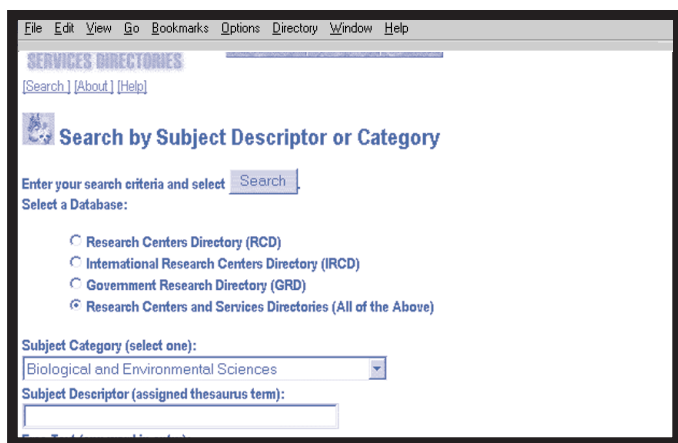 File Edit View Go Bookmarks Options Directory Window Help
SERVICES DIRECTORIES
[Search ] [About ] [Help]
Search by Subject Descriptor or Category
Enter your search criteria and select Search .
Select a Database:
Research Centers Directory (RCD)
International Research Centers Directory (IRCD)
Government Research Directory (GRD)
Research Centers and Services Directories (All of the Above)
Subject Category (select one):
Biological and Environmental Sciences
Subject Descriptor (assigned thesaurus term):